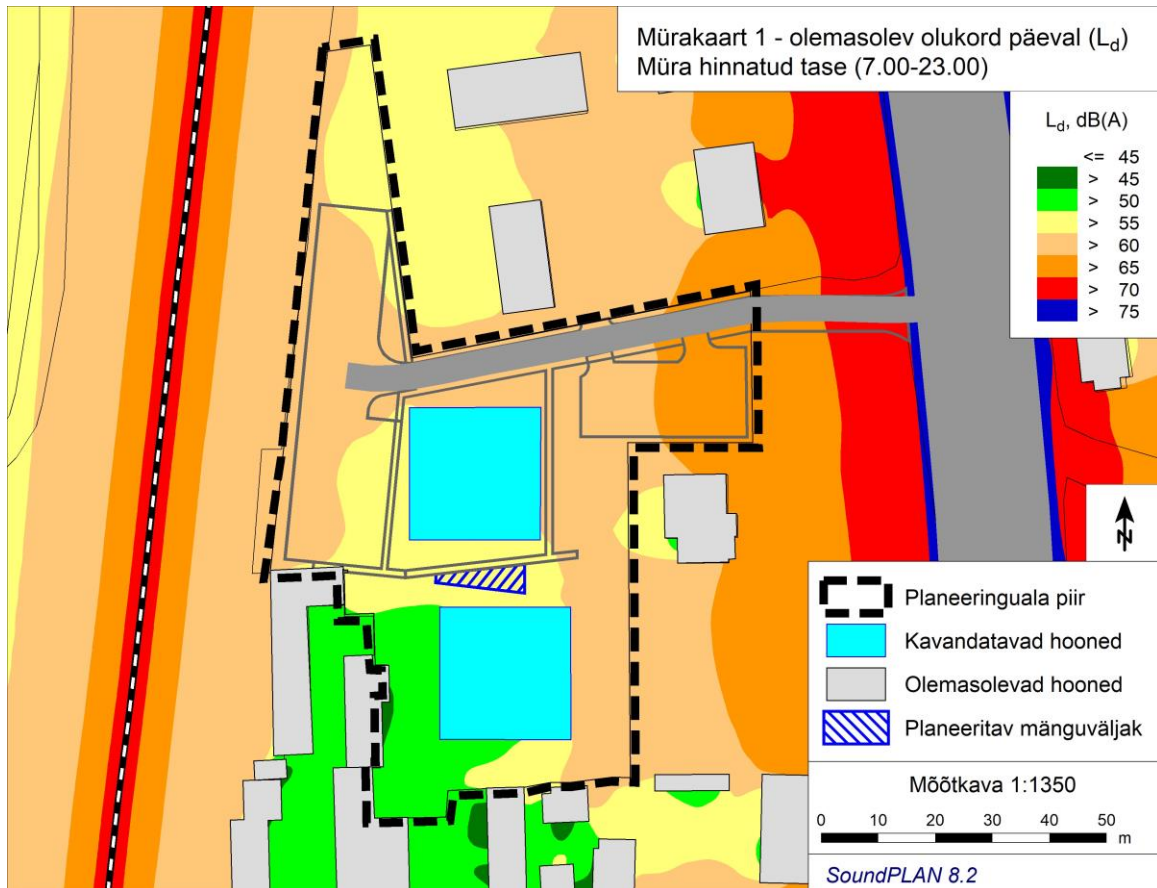 Mürakaart 1 - olemasolev olukord päeval (Ld)
Müra hinnatud tase (7.00-23.00)
Ld, dB(A)
<= 45
> 45
> 50
> 55
> 60
> 65
> 70
> 75
N
Planeeringuala piir
Kavandatavad hooned
Olemasolevad hooned
Planeeritav mänguväljak
Mõõtkava 1:1350
0 10 20 30 40 50
m
SoundPLAN 8.2